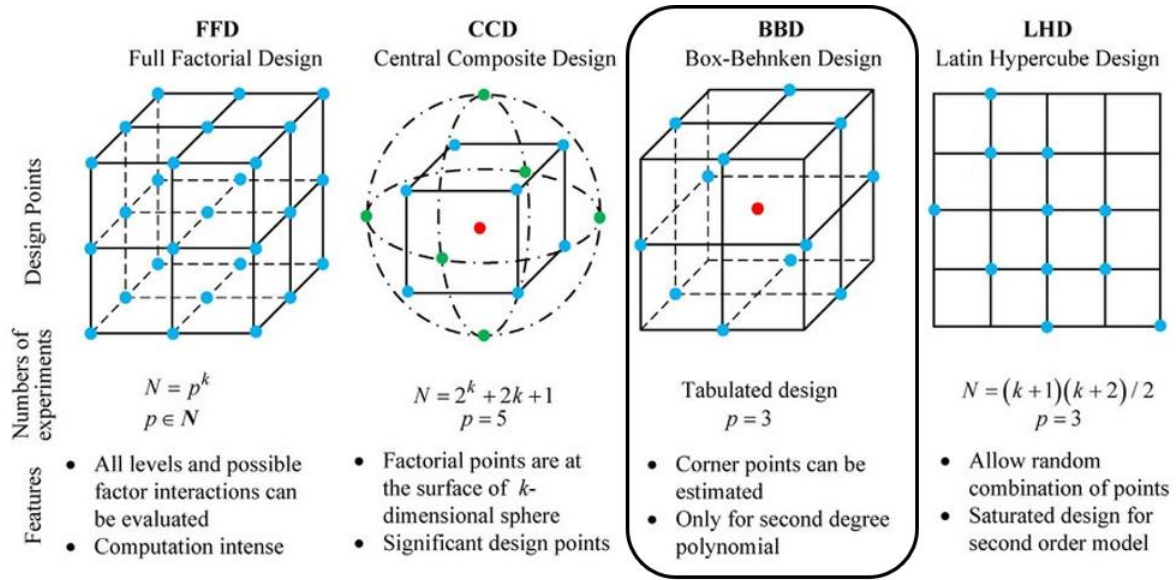 FFD
Full Factorial Design
CCD
Central Composite Design
BBD
Box-Behnken Design
LHD
Latin Hypercube Design
Design Points
Numbers of
experiments
N = p^k
p ∈ N
N = 2^k + 2k + 1
p = 5
Tabulated design
p = 3
N = (k+1)(k+2)/2
p = 3
Features
• All levels and possible
factor interactions can
be evaluated
• Computation intense
• Factorial points are at
the surface of k-
dimensional sphere
• Significant design points
• Corner points can be
estimated
• Only for second degree
polynomial
• Allow random
combination of points
• Saturated design for
second order model